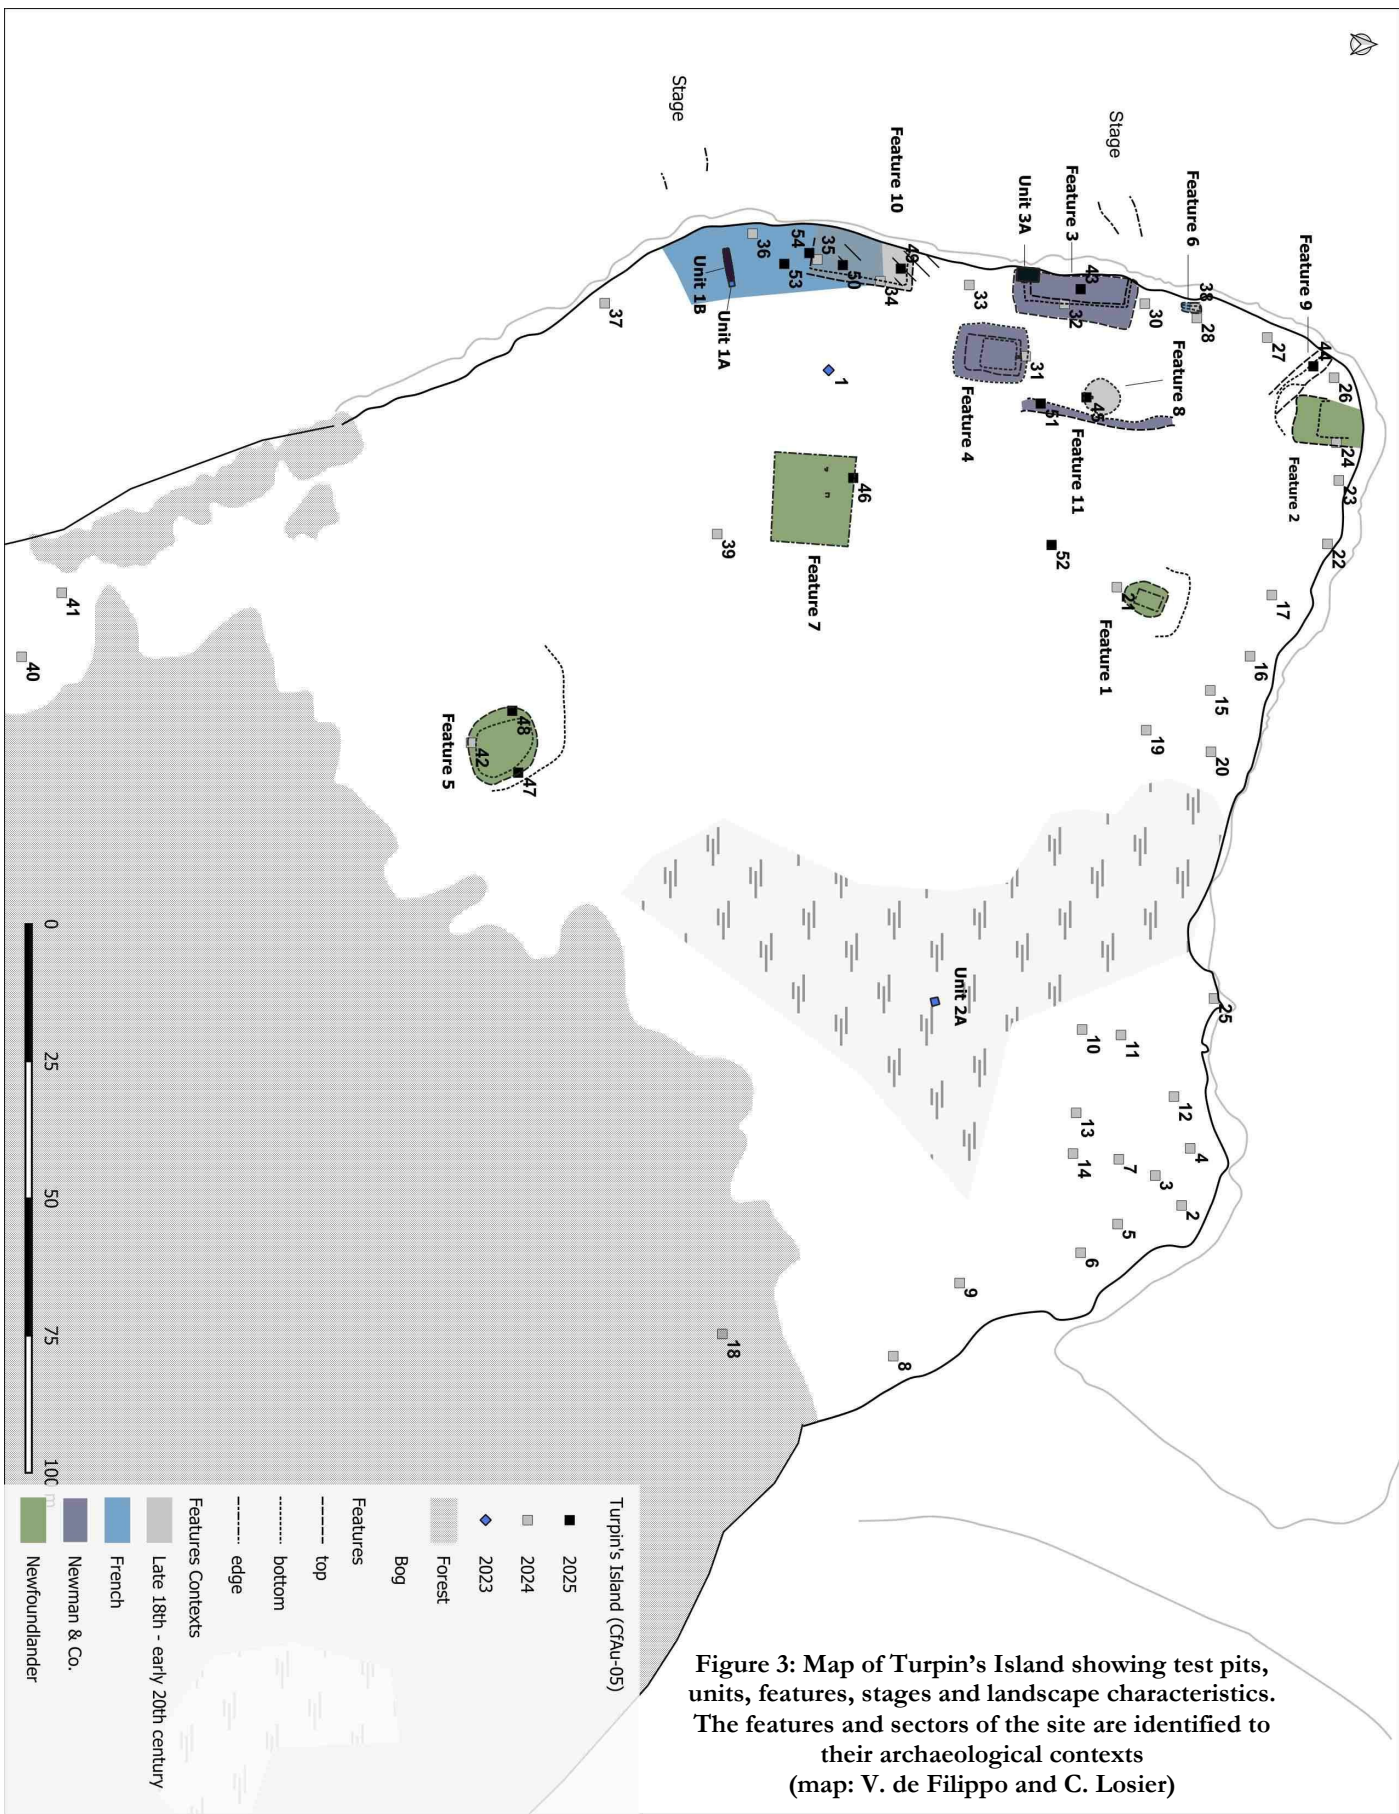 Stage
Stage
Feature 10
Unit 3A
Feature 3
Feature 6
Feature 9
36
54
35
53
50
34
49
33
43
32
30
38
28
27
44
26
Unit 1B
Unit 1A
37
1
31
Feature 4
45
Feature 8
51
Feature 11
24
Feature 2
23
46
39
Feature 7
52
22
21
Feature 1
17
16
15
19
20
41
40
48
42
47
Feature 5
Unit 2A
25
10
11
12
13
14
7
4
3
2
5
6
9
18
8
0
25
50
75
100 m
Turpin's Island (CfAu-05)
2025
2024
2023
Forest
Bog
Features
top
bottom
edge
Features Contexts
Late 18th - early 20th century
French
Newman & Co.
Newfoundlander
Figure 3: Map of Turpin's Island showing test pits,
units, features, stages and landscape characteristics.
The features and sectors of the site are identified to
their archaeological contexts
(map: V. de Filippo and C. Losier)